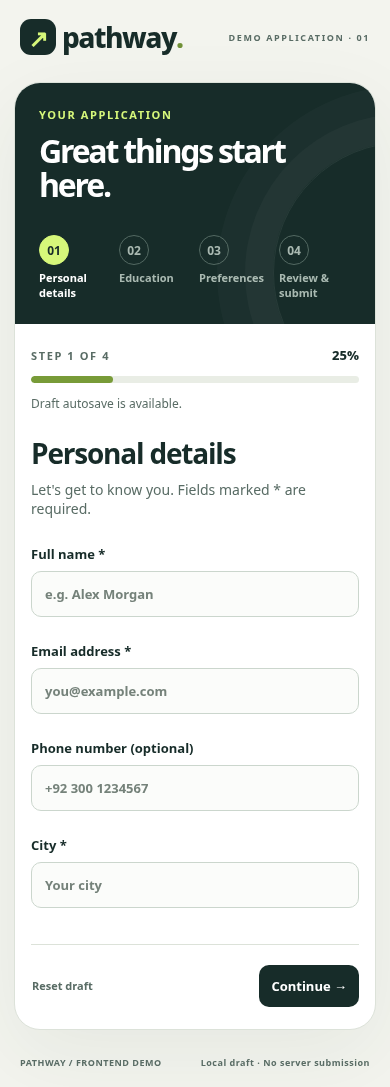 ↗ pathway.
DEMO APPLICATION · 01
YOUR APPLICATION
Great things start
here.
01
02
03
04
Personal
details
Education
Preferences
Review &
submit
STEP 1 OF 4
25%
Draft autosave is available.
Personal details
Let's get to know you. Fields marked * are
required.
Full name *
e.g. Alex Morgan
Email address *
you@example.com
Phone number (optional)
+92 300 1234567
City *
Your city
Reset draft
Continue →
PATHWAY / FRONTEND DEMO
Local draft · No server submission